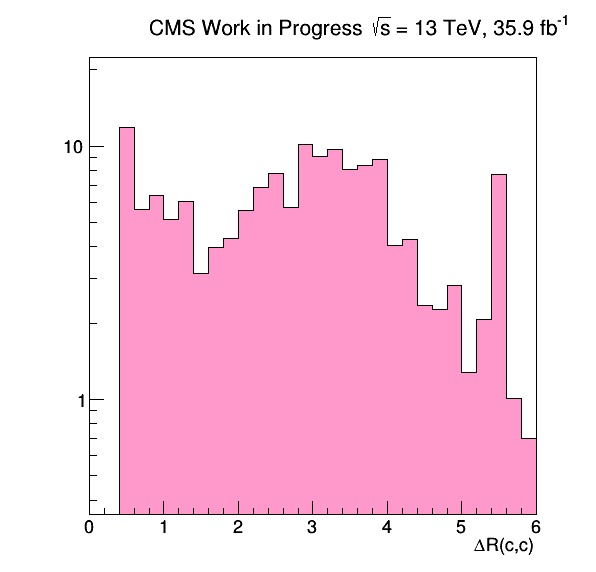 CMS Work in Progress √s = 13 TeV, 35.9 fb⁻¹
10
1
0 1 2 3 4 5 6
ΔR(c,c)